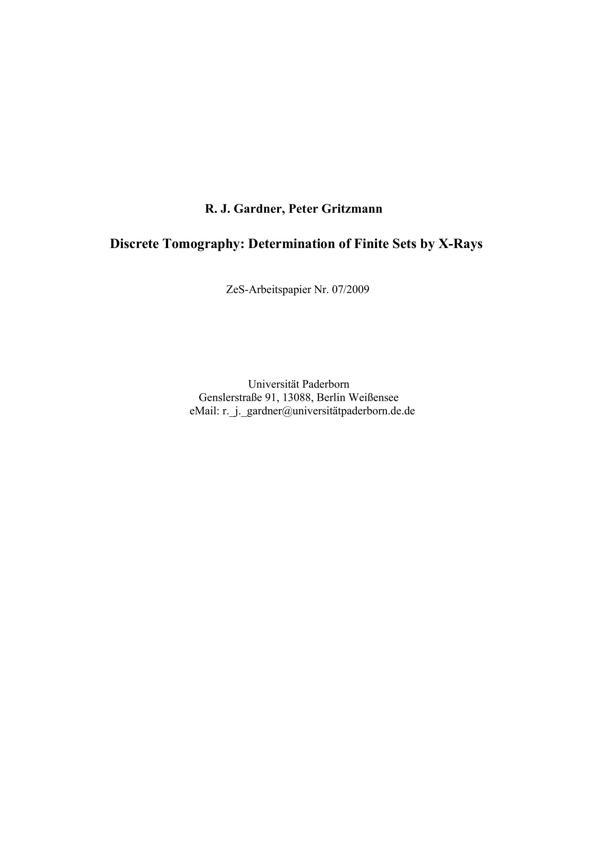 R. J. Gardner, Peter Gritzmann
Discrete Tomography: Determination of Finite Sets by X-Rays
ZeS-Arbeitspapier Nr. 07/2009
Universität Paderborn
Genslerstraße 91, 13088, Berlin Weißensee
eMail: r._j._gardner@universitätpaderborn.de.de